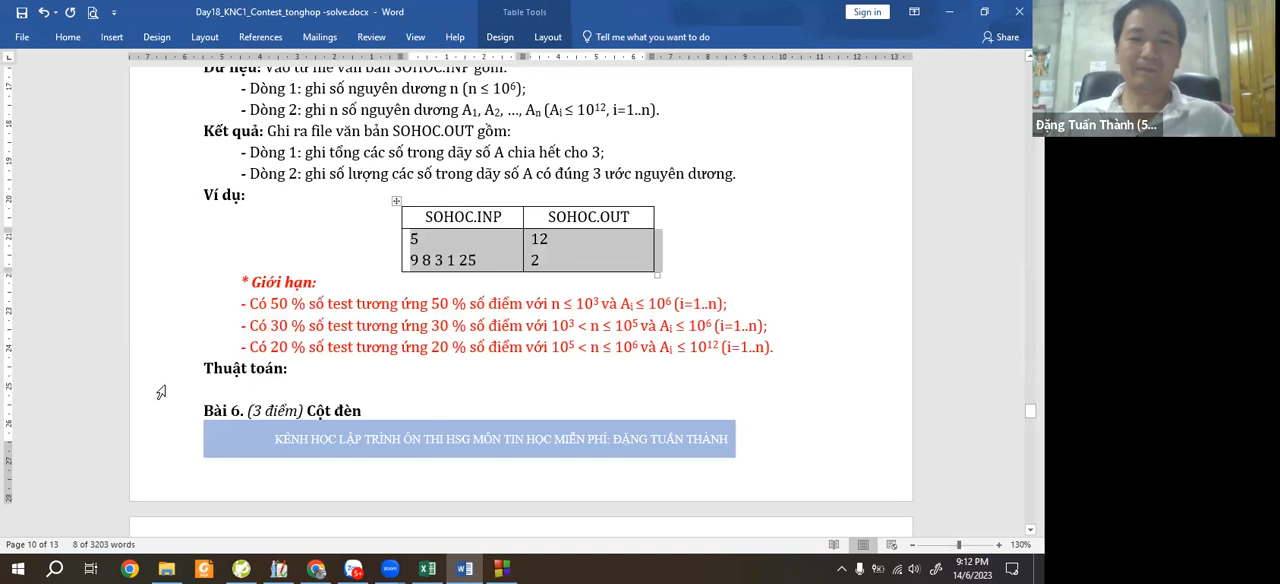 Day18_KNC1_Contest_tonghop -solve.docx - Word
Table Tools
Sign in
File Home Insert Design Layout References Mailings Review View Help Design Layout Tell me what you want to do Share
Dữ liệu: Vào từ file văn bản SOHOC.INP gồm:
- Dòng 1: ghi số nguyên dương n (n ≤ 10⁶);
- Dòng 2: ghi n số nguyên dương A₁, A₂, ..., Aₙ (Aᵢ ≤ 10¹², i=1..n).
Kết quả: Ghi ra file văn bản SOHOC.OUT gồm:
- Dòng 1: ghi tổng các số trong dãy số A chia hết cho 3;
- Dòng 2: ghi số lượng các số trong dãy số A có đúng 3 ước nguyên dương.
Ví dụ:
SOHOC.INP SOHOC.OUT
5 12
9 8 3 1 25 2
* Giới hạn:
- Có 50 % số test tương ứng 50 % số điểm với n ≤ 10³ và Aᵢ ≤ 10⁶ (i=1..n);
- Có 30 % số test tương ứng 30 % số điểm với 10³ < n ≤ 10⁵ và Aᵢ ≤ 10⁶ (i=1..n);
- Có 20 % số test tương ứng 20 % số điểm với 10⁵ < n ≤ 10⁶ và Aᵢ ≤ 10¹² (i=1..n).
Thuật toán:
Bài 6. (3 điểm) Cột đèn
KÊNH HỌC LẬP TRÌNH ÔN THI HSG MÔN TIN HỌC MIỄN PHÍ: ĐẶNG TUẤN THÀNH
Đặng Tuấn Thành (5...
Page 10 of 13 8 of 3203 words 130%
9:12 PM
14/6/2023